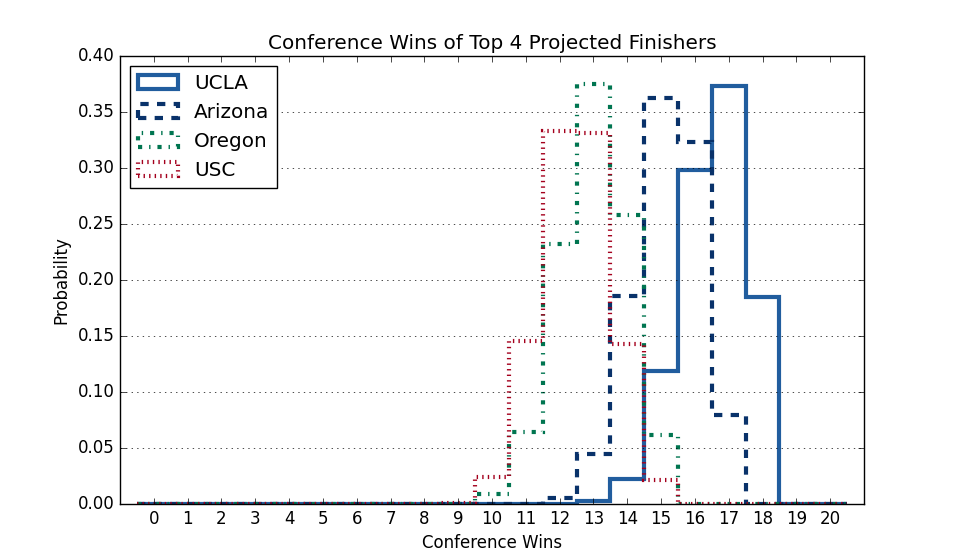 Conference Wins of Top 4 Projected Finishers
UCLA
Arizona
Oregon
USC
0.40
0.35
0.30
0.25
0.20
0.15
0.10
0.05
0.00
Probability
0 1 2 3 4 5 6 7 8 9 10 11 12 13 14 15 16 17 18 19 20
Conference Wins